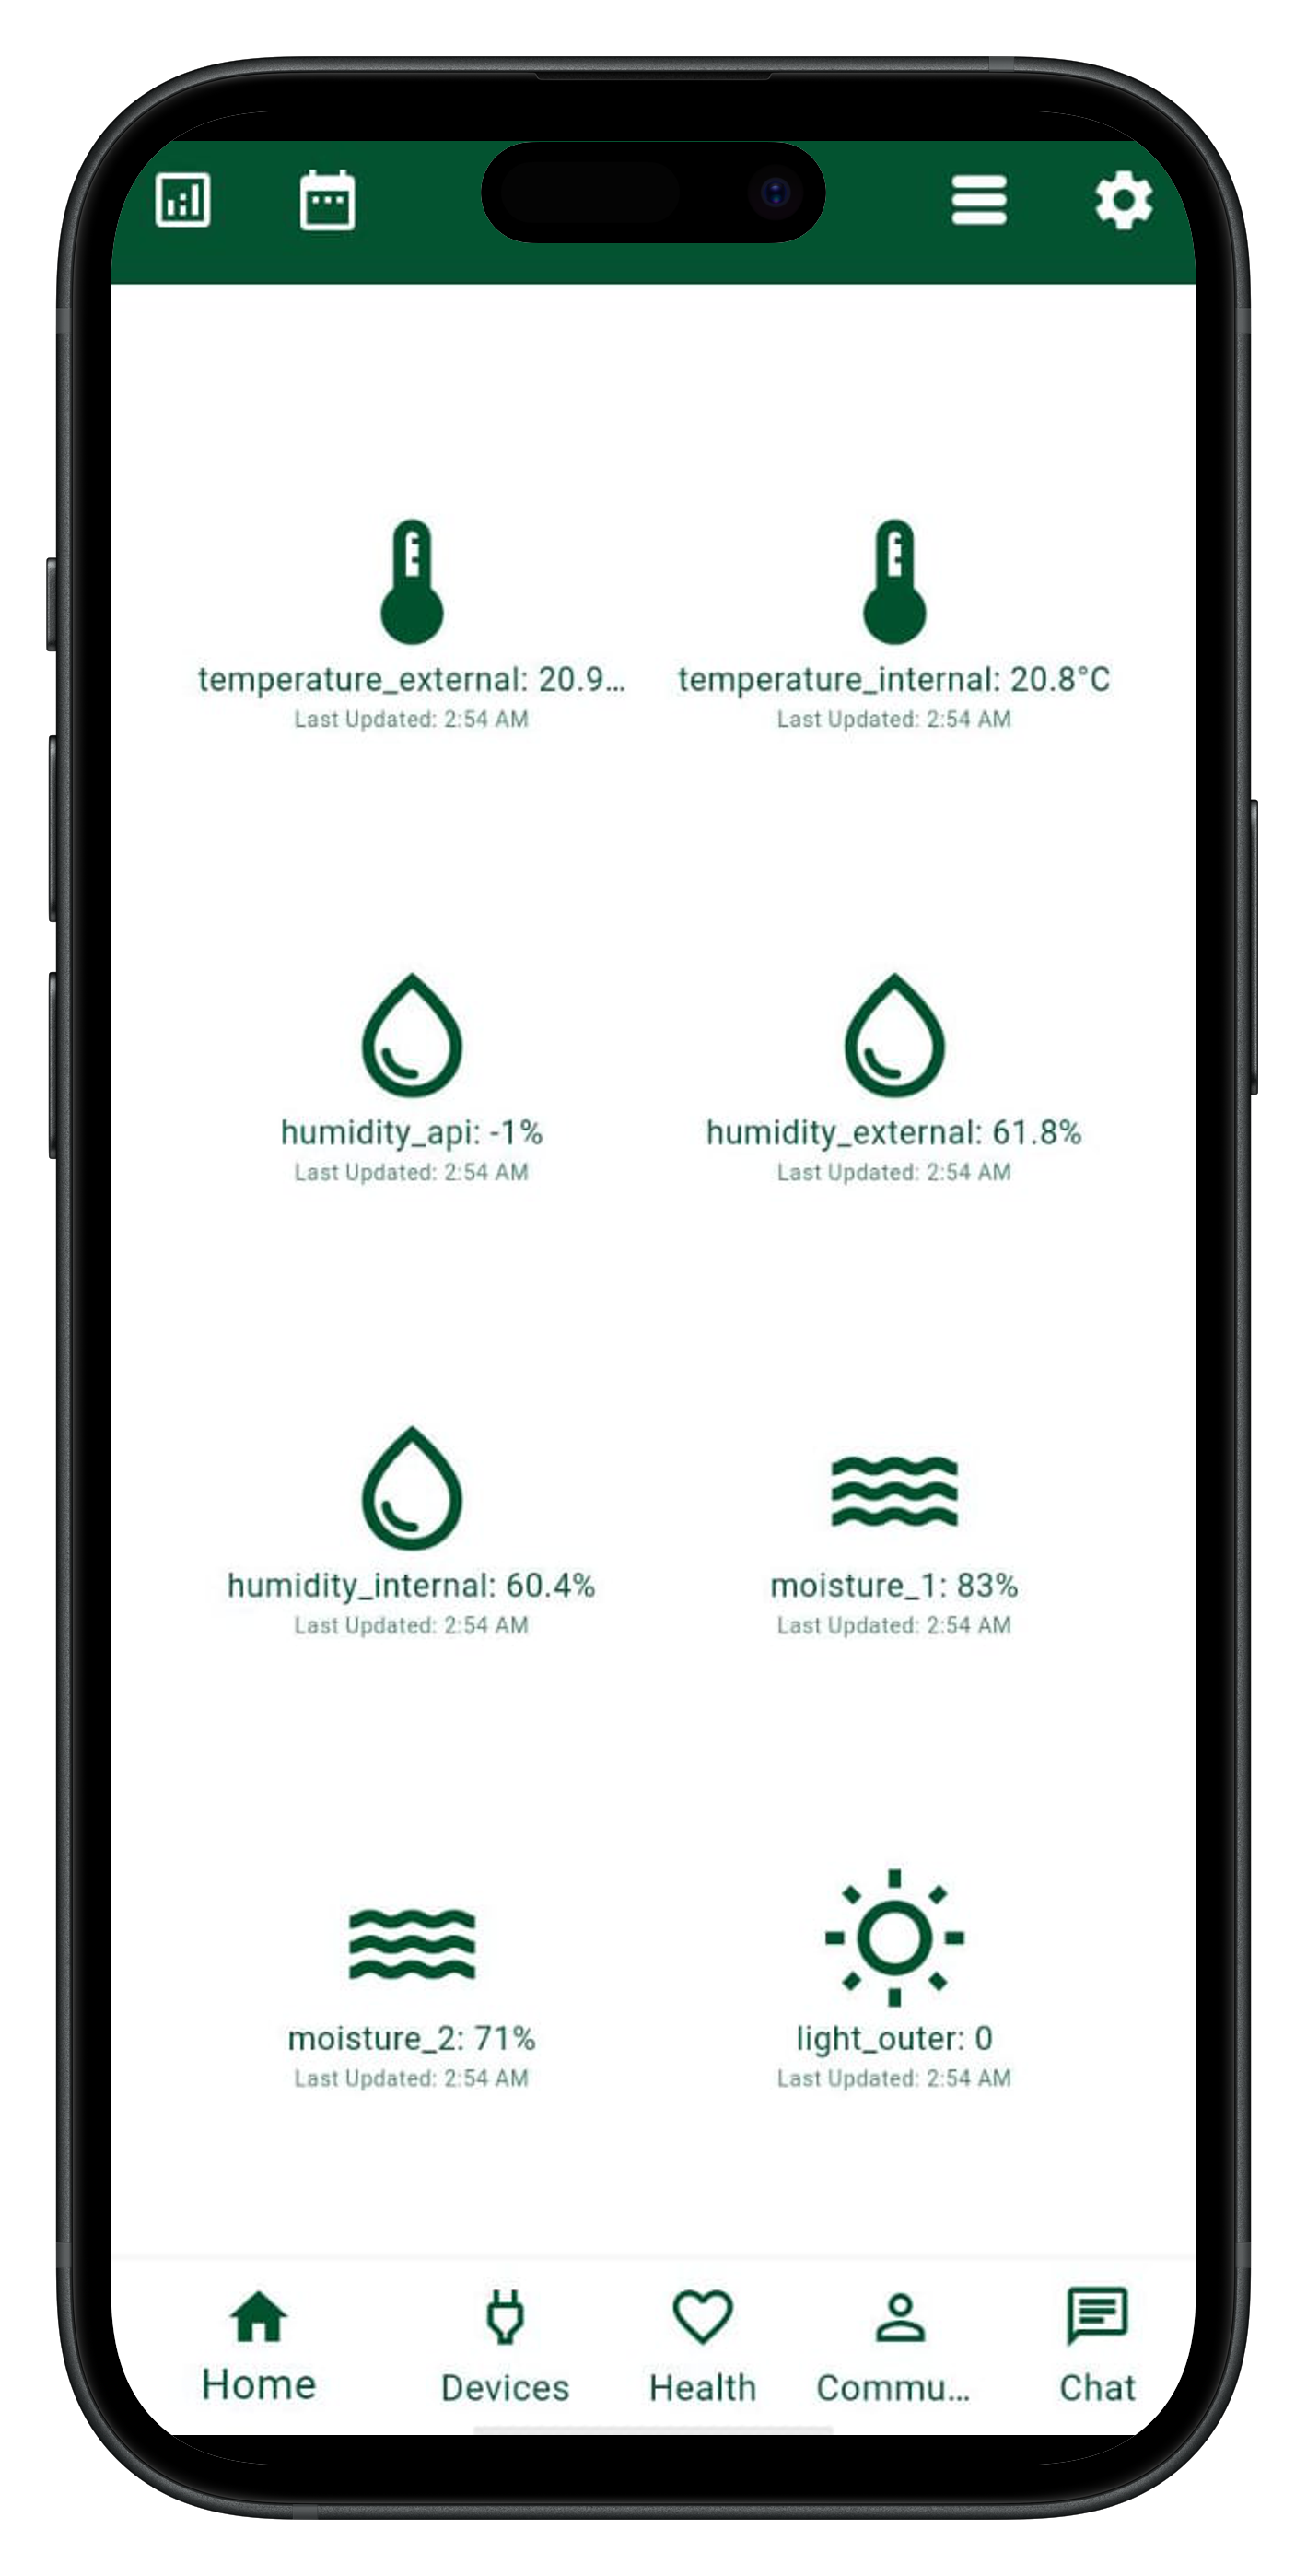 temperature_external: 20.9...
Last Updated: 2:54 AM
temperature_internal: 20.8°C
Last Updated: 2:54 AM
humidity_api: -1%
Last Updated: 2:54 AM
humidity_external: 61.8%
Last Updated: 2:54 AM
humidity_internal: 60.4%
Last Updated: 2:54 AM
moisture_1: 83%
Last Updated: 2:54 AM
moisture_2: 71%
Last Updated: 2:54 AM
light_outer: 0
Last Updated: 2:54 AM
Home
Devices
Health
Commu...
Chat